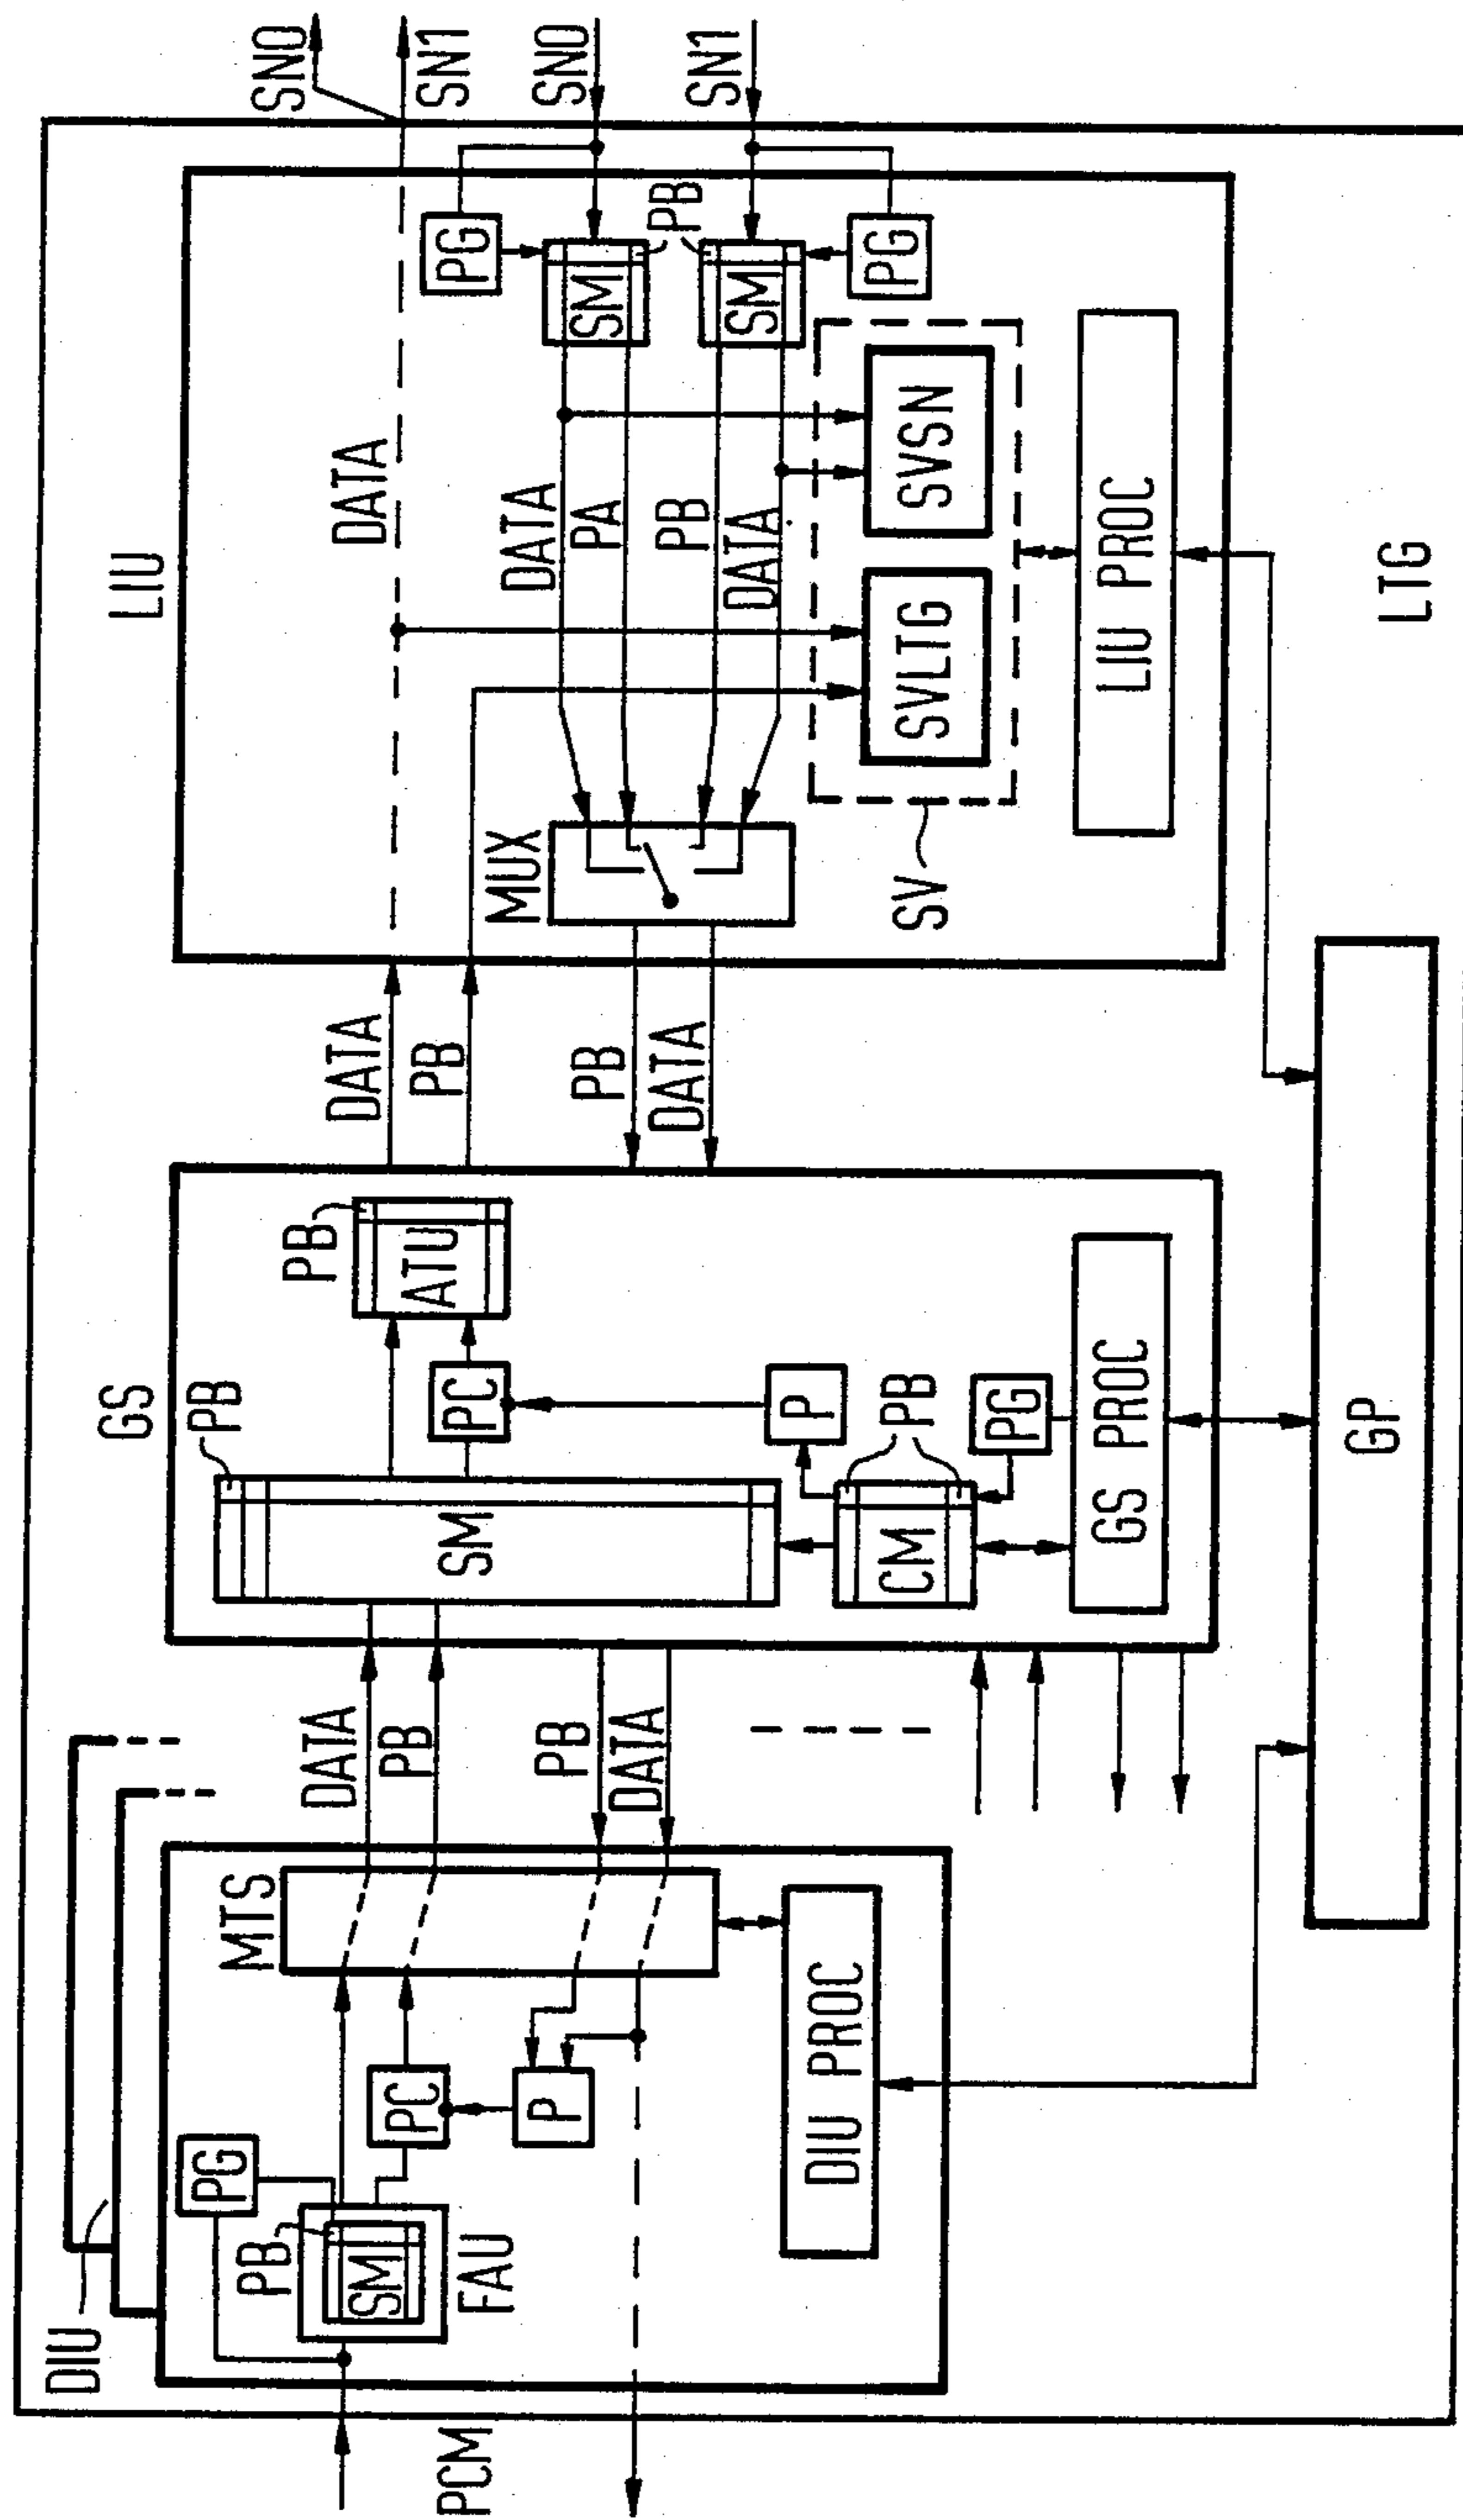 DIU
PCM
PG
PB
SM
FAU
PC
P
MTS
DIU PROC
DATA
PB
PB
DATA
GS
PB
SM
PC
PB
ATU
P
PB
CM
PG
GS PROC
GP
DATA
PB
PB
DATA
LIU
MUX
DATA
DATA
PA
PB
DATA
SV
SVLTG
SVSN
LIU PROC
PG
SM
PB
SM
PG
SN0
SN1
SN0
SN1
LTG